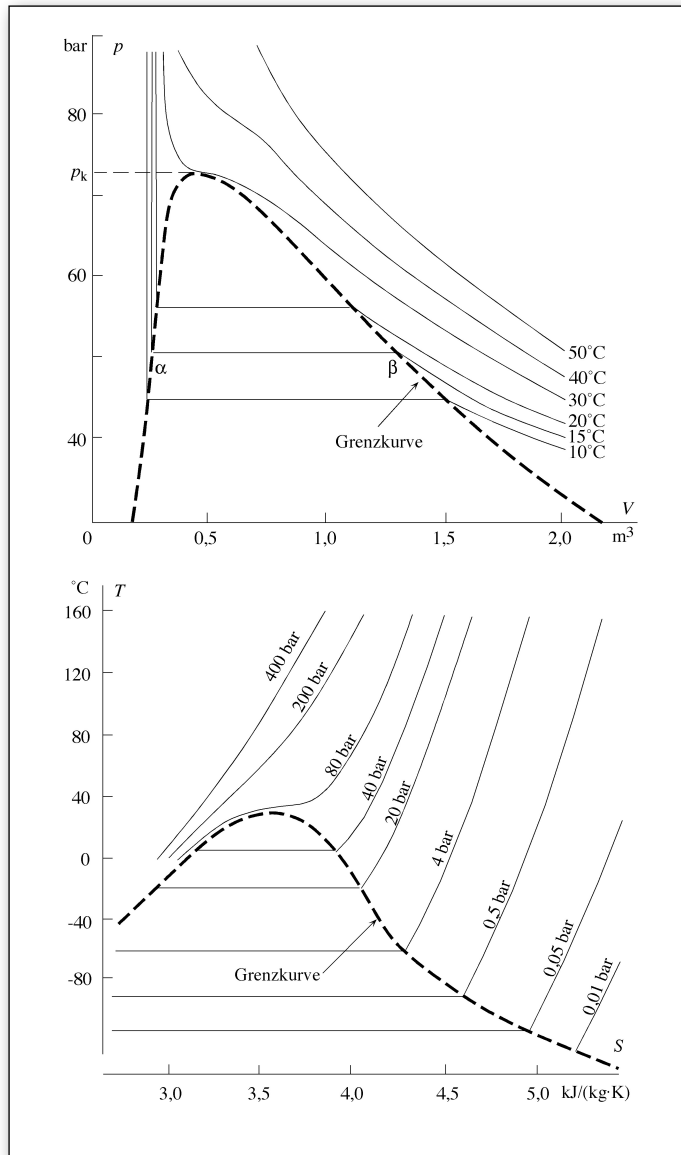 bar p
80
pk
60
α β
50°C
40°C
30°C
20°C
15°C
10°C
40
Grenzkurve
V
0 0,5 1,0 1,5 2,0 m³
°C T
160
400 bar
200 bar
120
80
80 bar
40 bar
20 bar
40
4 bar
0
0,5 bar
0,05 bar
-40
0,01 bar
Grenzkurve
-80
S
3,0 3,5 4,0 4,5 5,0 kJ/(kg·K)